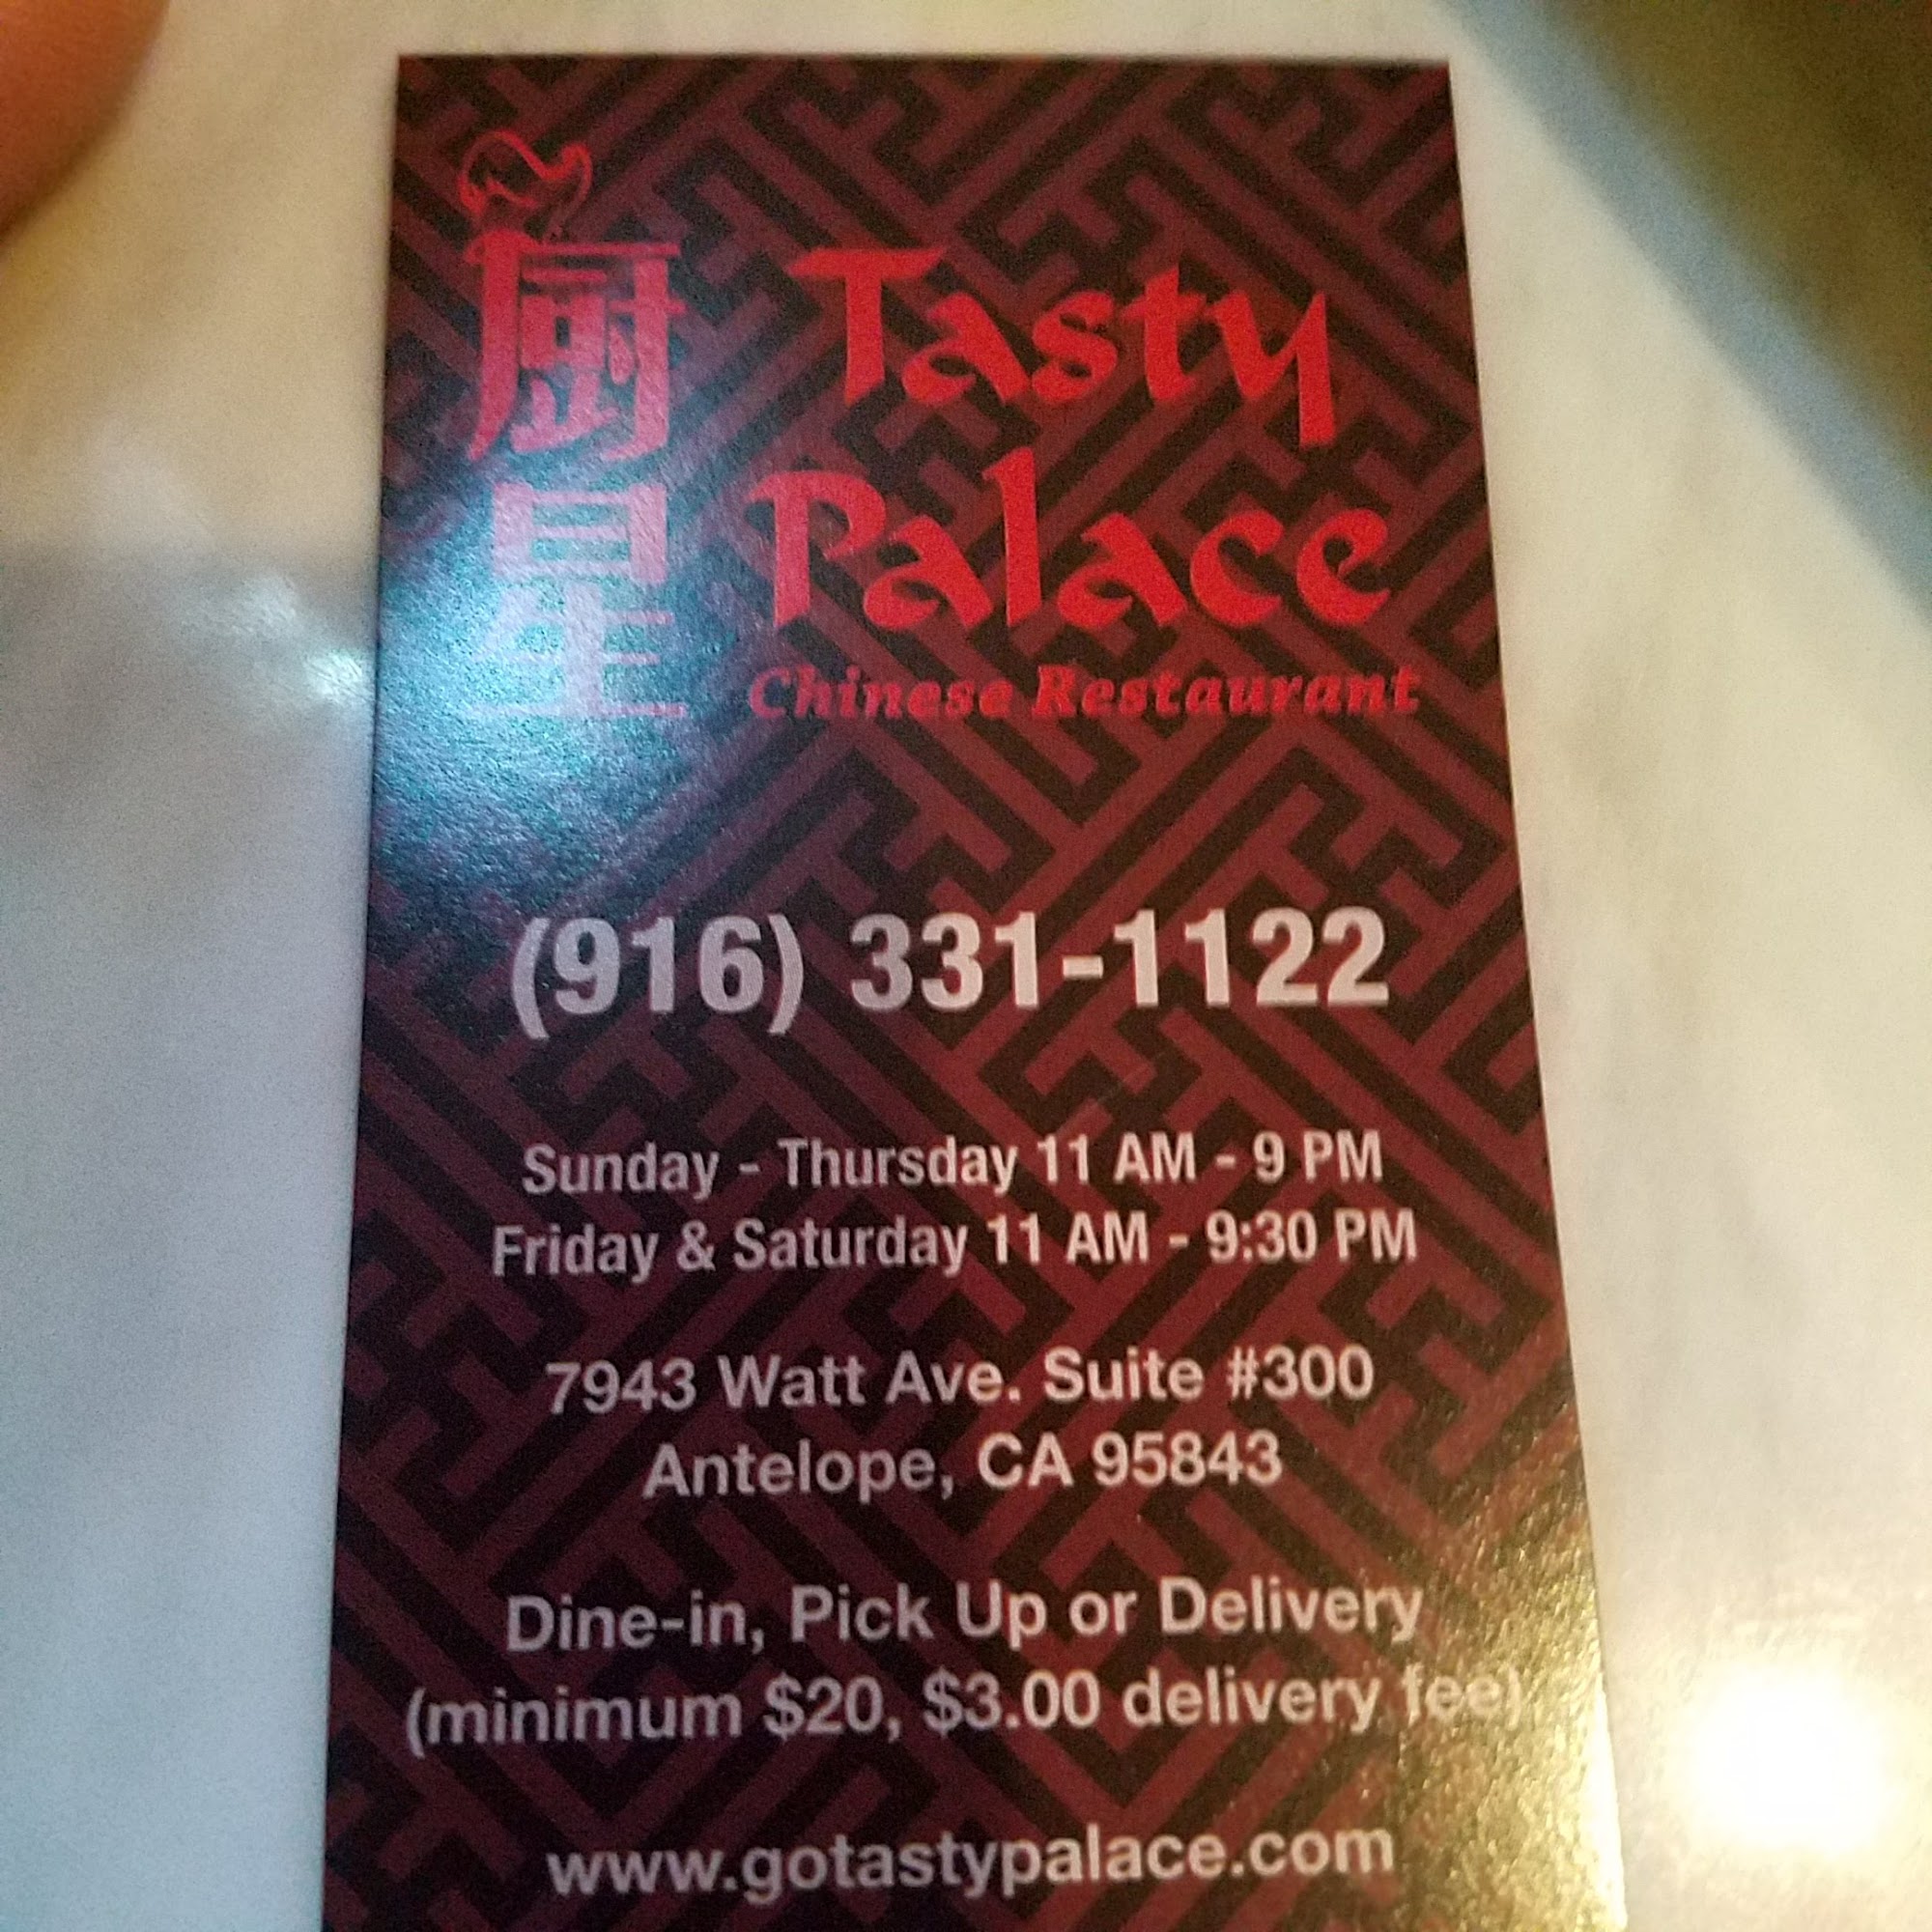 厨星
Tasty
Palace
Chinese Restaurant
(916) 331-1122
Sunday - Thursday 11 AM - 9 PM
Friday & Saturday 11 AM - 9:30 PM
7943 Watt Ave. Suite #300
Antelope, CA 95843
Dine-in, Pick Up or Delivery
(minimum $20, $3.00 delivery fee)
www.gotastypalace.com